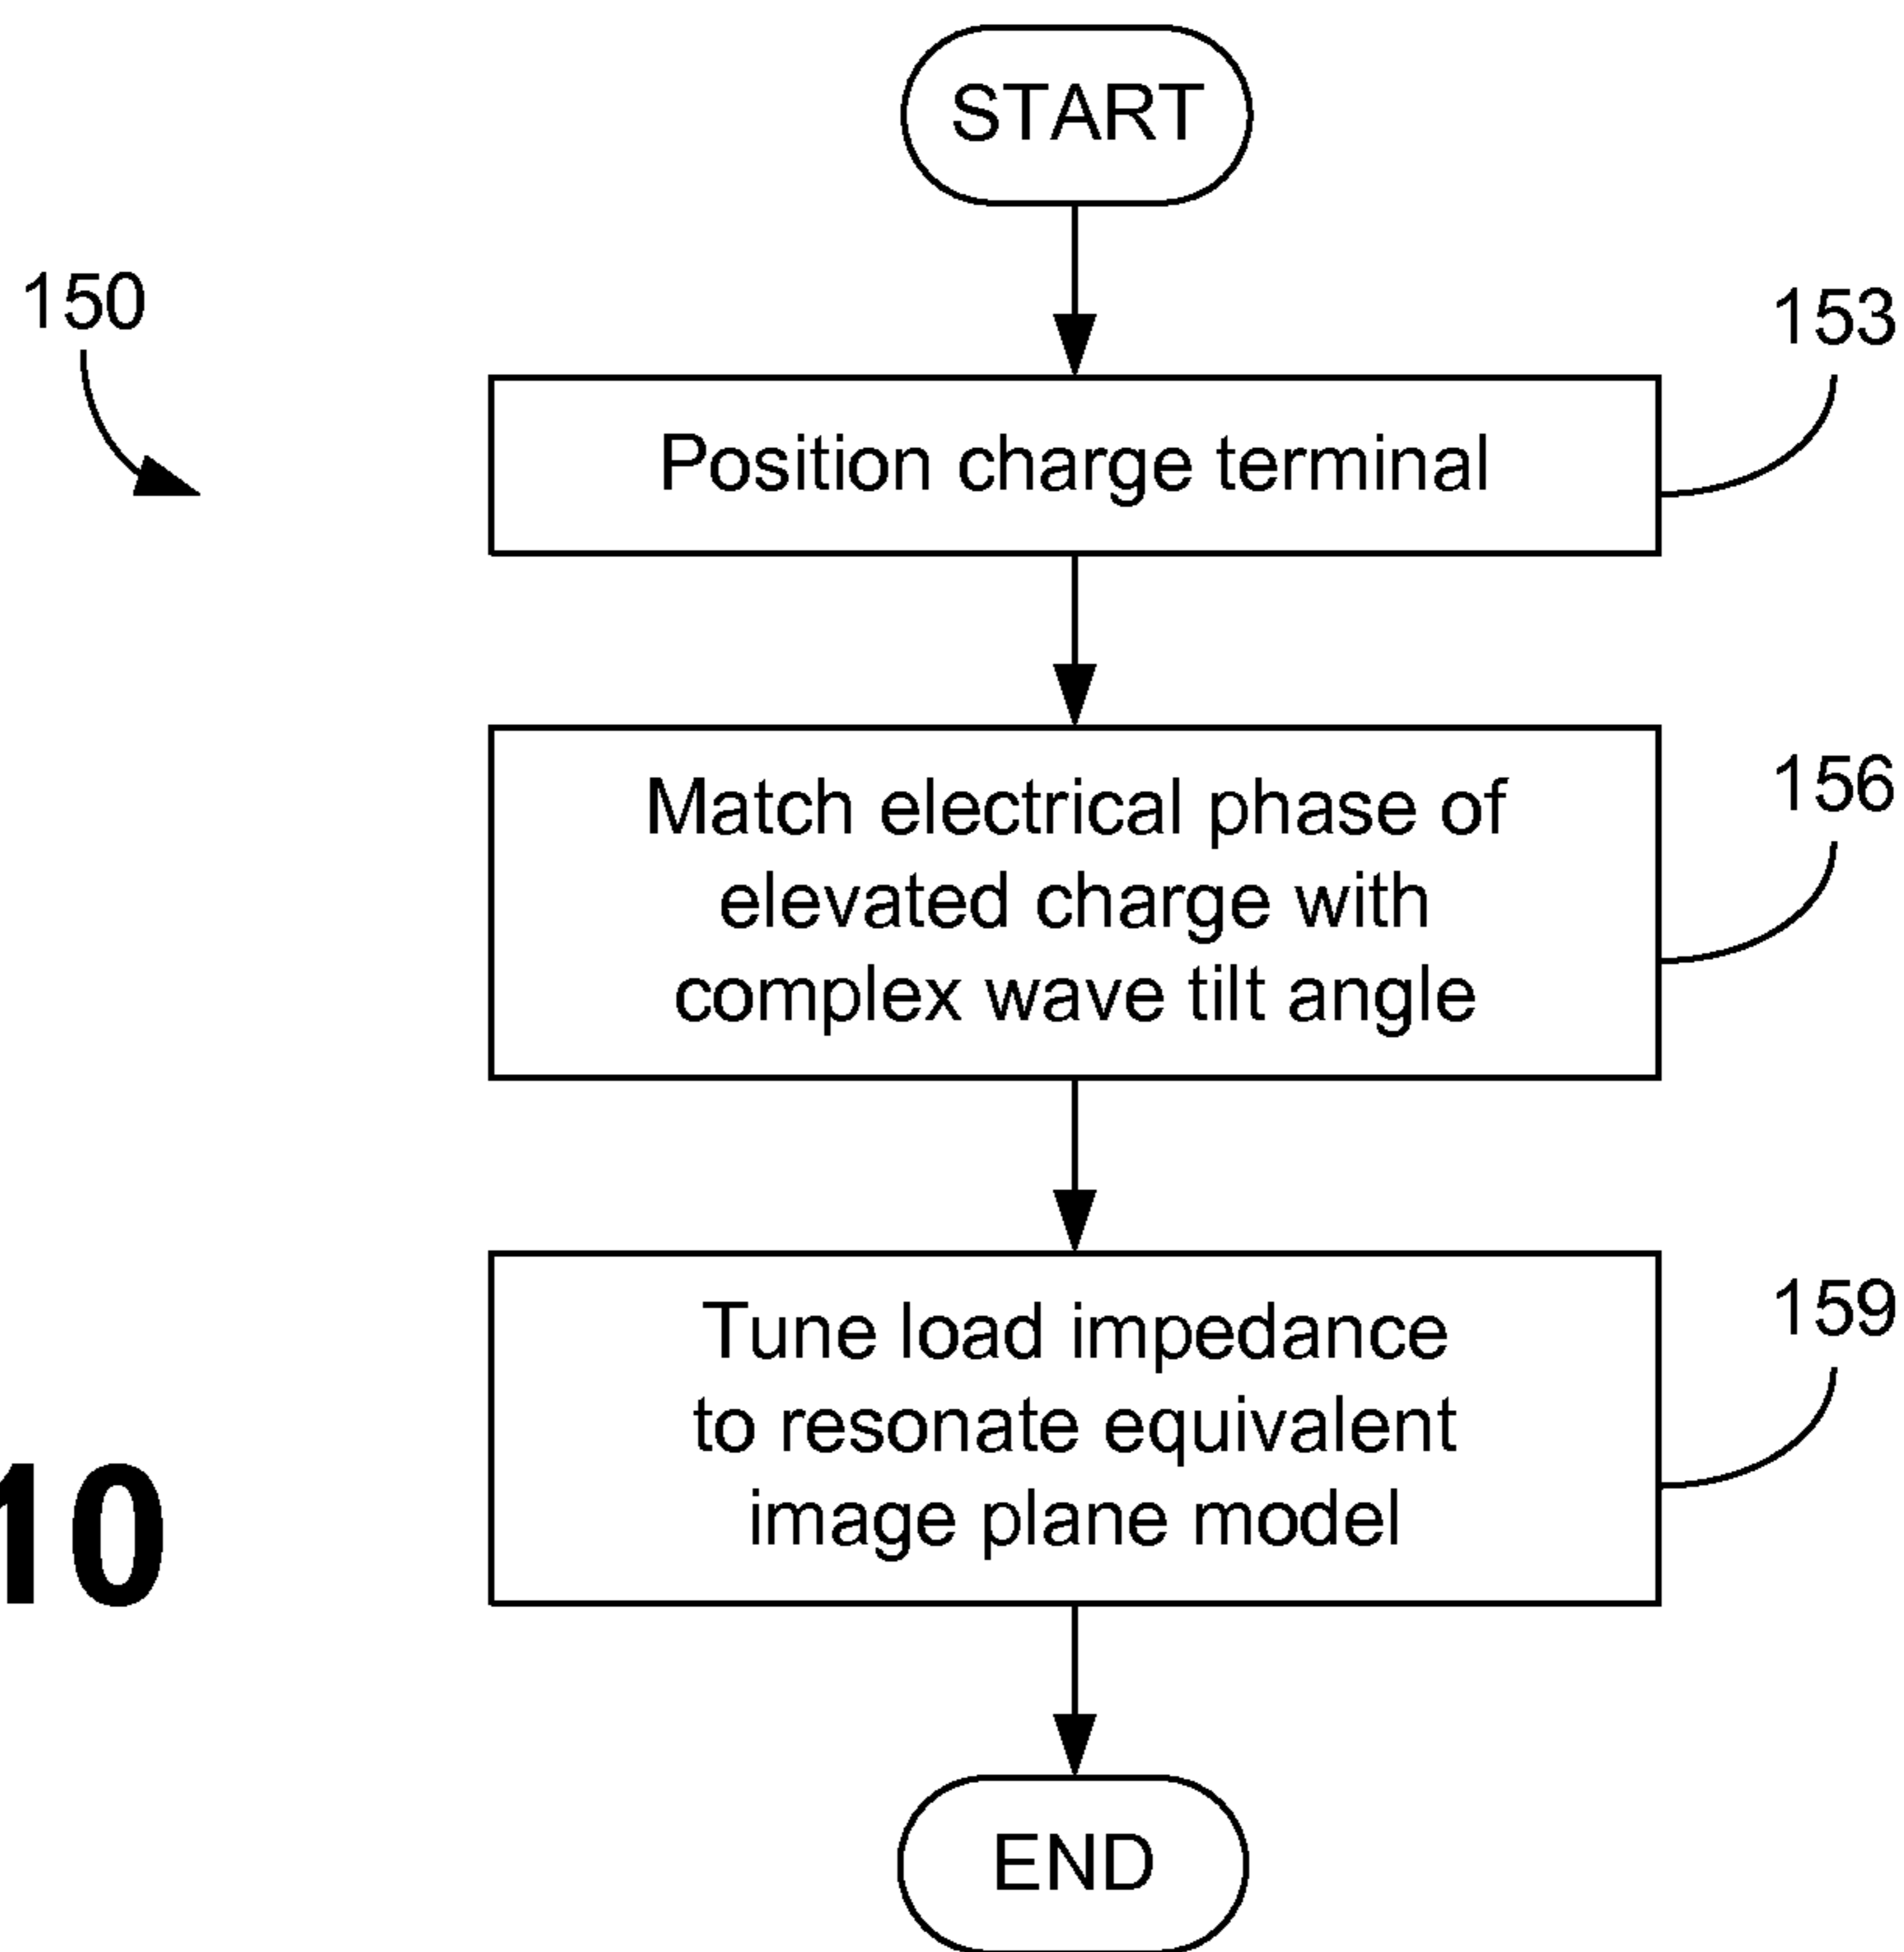 START
150
153
Position charge terminal
156
Match electrical phase of
elevated charge with
complex wave tilt angle
159
Tune load impedance
to resonate equivalent
image plane model
10
END